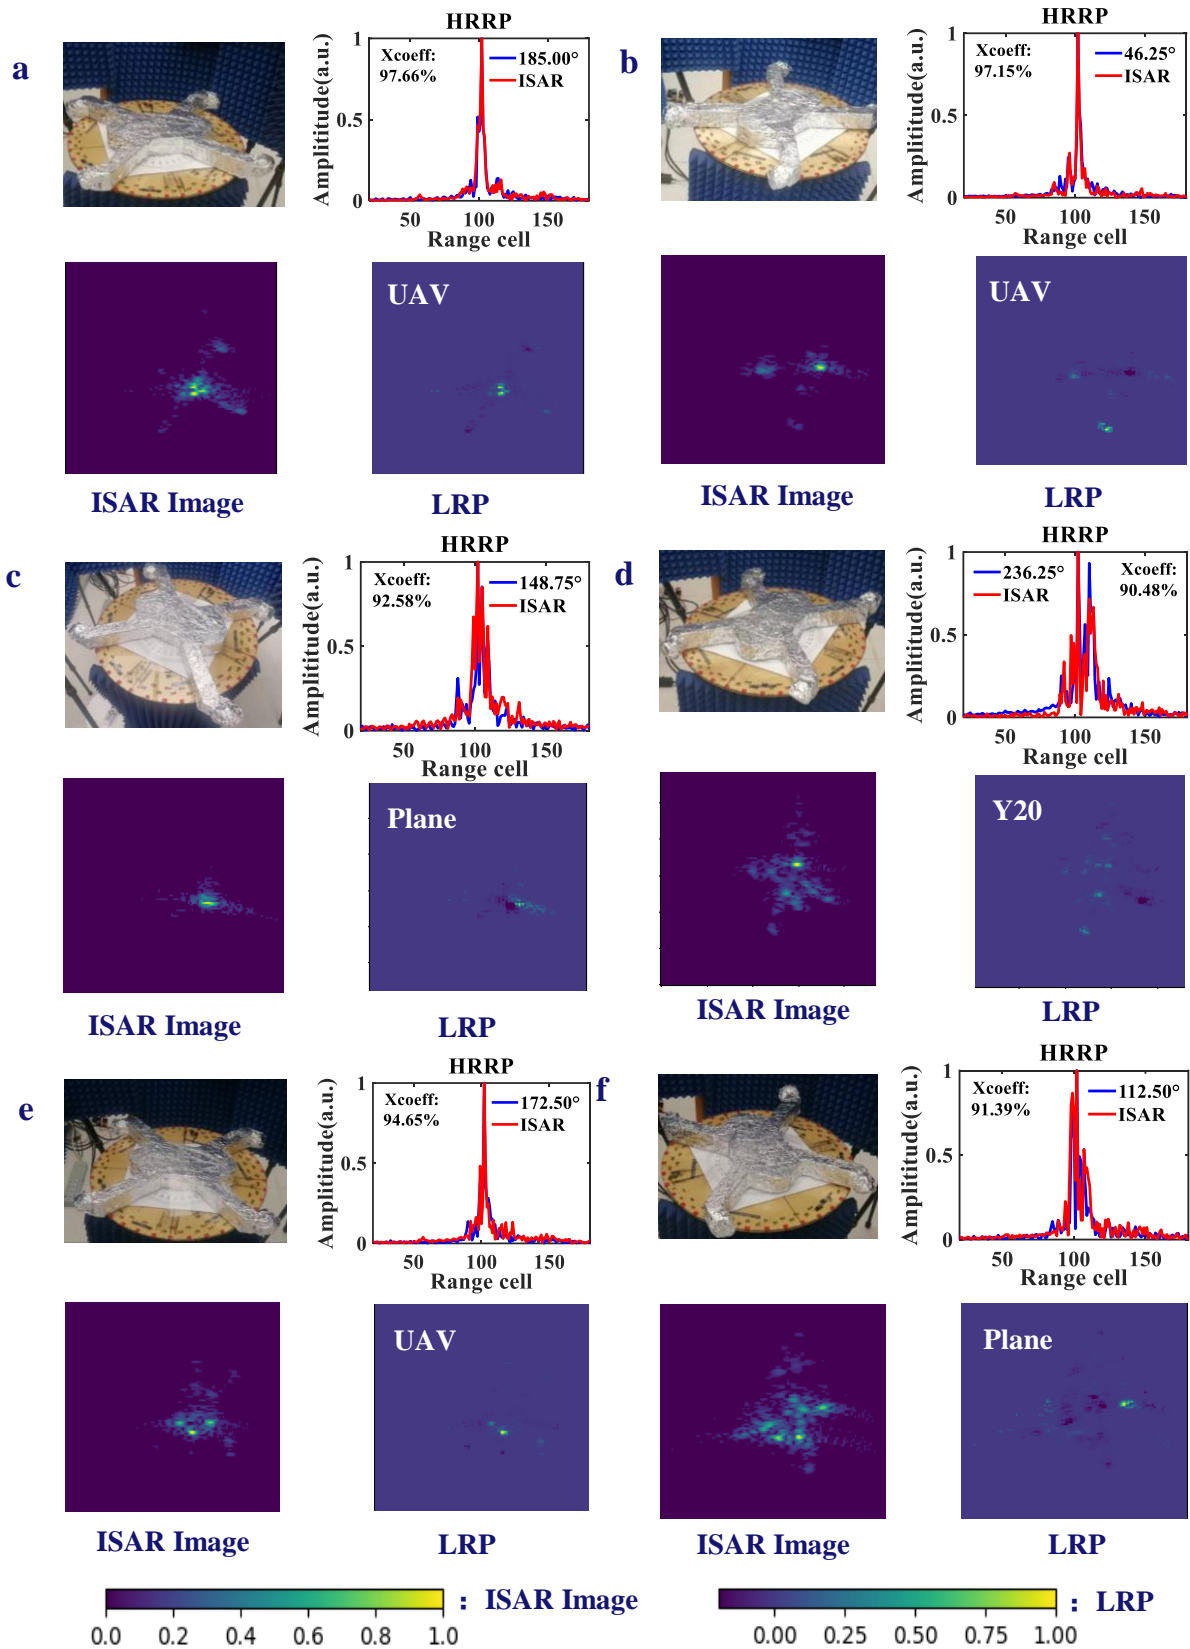 a
HRRP
Amplititude(a.u.)
1
0.5
0
Xcoeff:
97.66%
185.00°
ISAR
50 100 150
Range cell
UAV
ISAR Image
LRP
b
HRRP
Amplititude(a.u.)
1
0.5
0
Xcoeff:
97.15%
46.25°
ISAR
50 100 150
Range cell
UAV
ISAR Image
LRP
c
HRRP
Amplititude(a.u.)
1
0.5
0
Xcoeff:
92.58%
148.75°
ISAR
50 100 150
Range cell
Plane
ISAR Image
LRP
d
HRRP
Amplititude(a.u.)
1
0.5
0
236.25°
ISAR
Xcoeff:
90.48%
50 100 150
Range cell
Y20
ISAR Image
LRP
e
HRRP
Amplititude(a.u.)
1
0.5
0
Xcoeff:
94.65%
172.50°
ISAR
50 100 150
Range cell
UAV
ISAR Image
LRP
f
HRRP
Amplititude(a.u.)
1
0.5
0
Xcoeff:
91.39%
112.50°
ISAR
50 100 150
Range cell
Plane
ISAR Image
LRP
: ISAR Image
0.0 0.2 0.4 0.6 0.8 1.0
: LRP
0.00 0.25 0.50 0.75 1.00